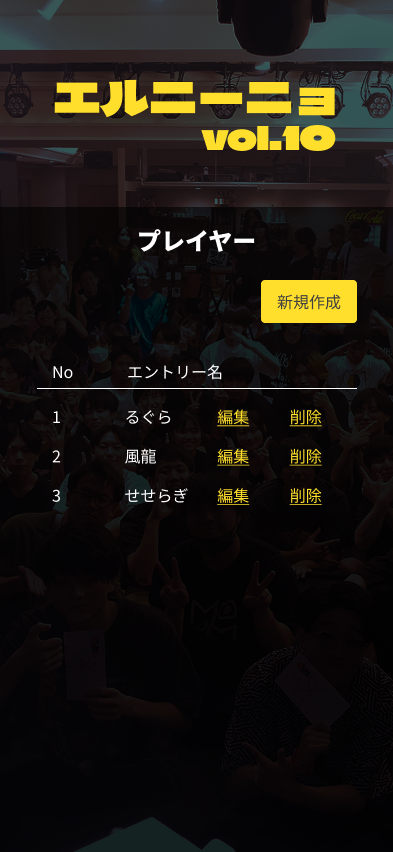 エルニーニョ
vol.10
プレイヤー
新規作成
No エントリー名
1 るぐら 編集 削除
2 風龍 編集 削除
3 せせらぎ 編集 削除